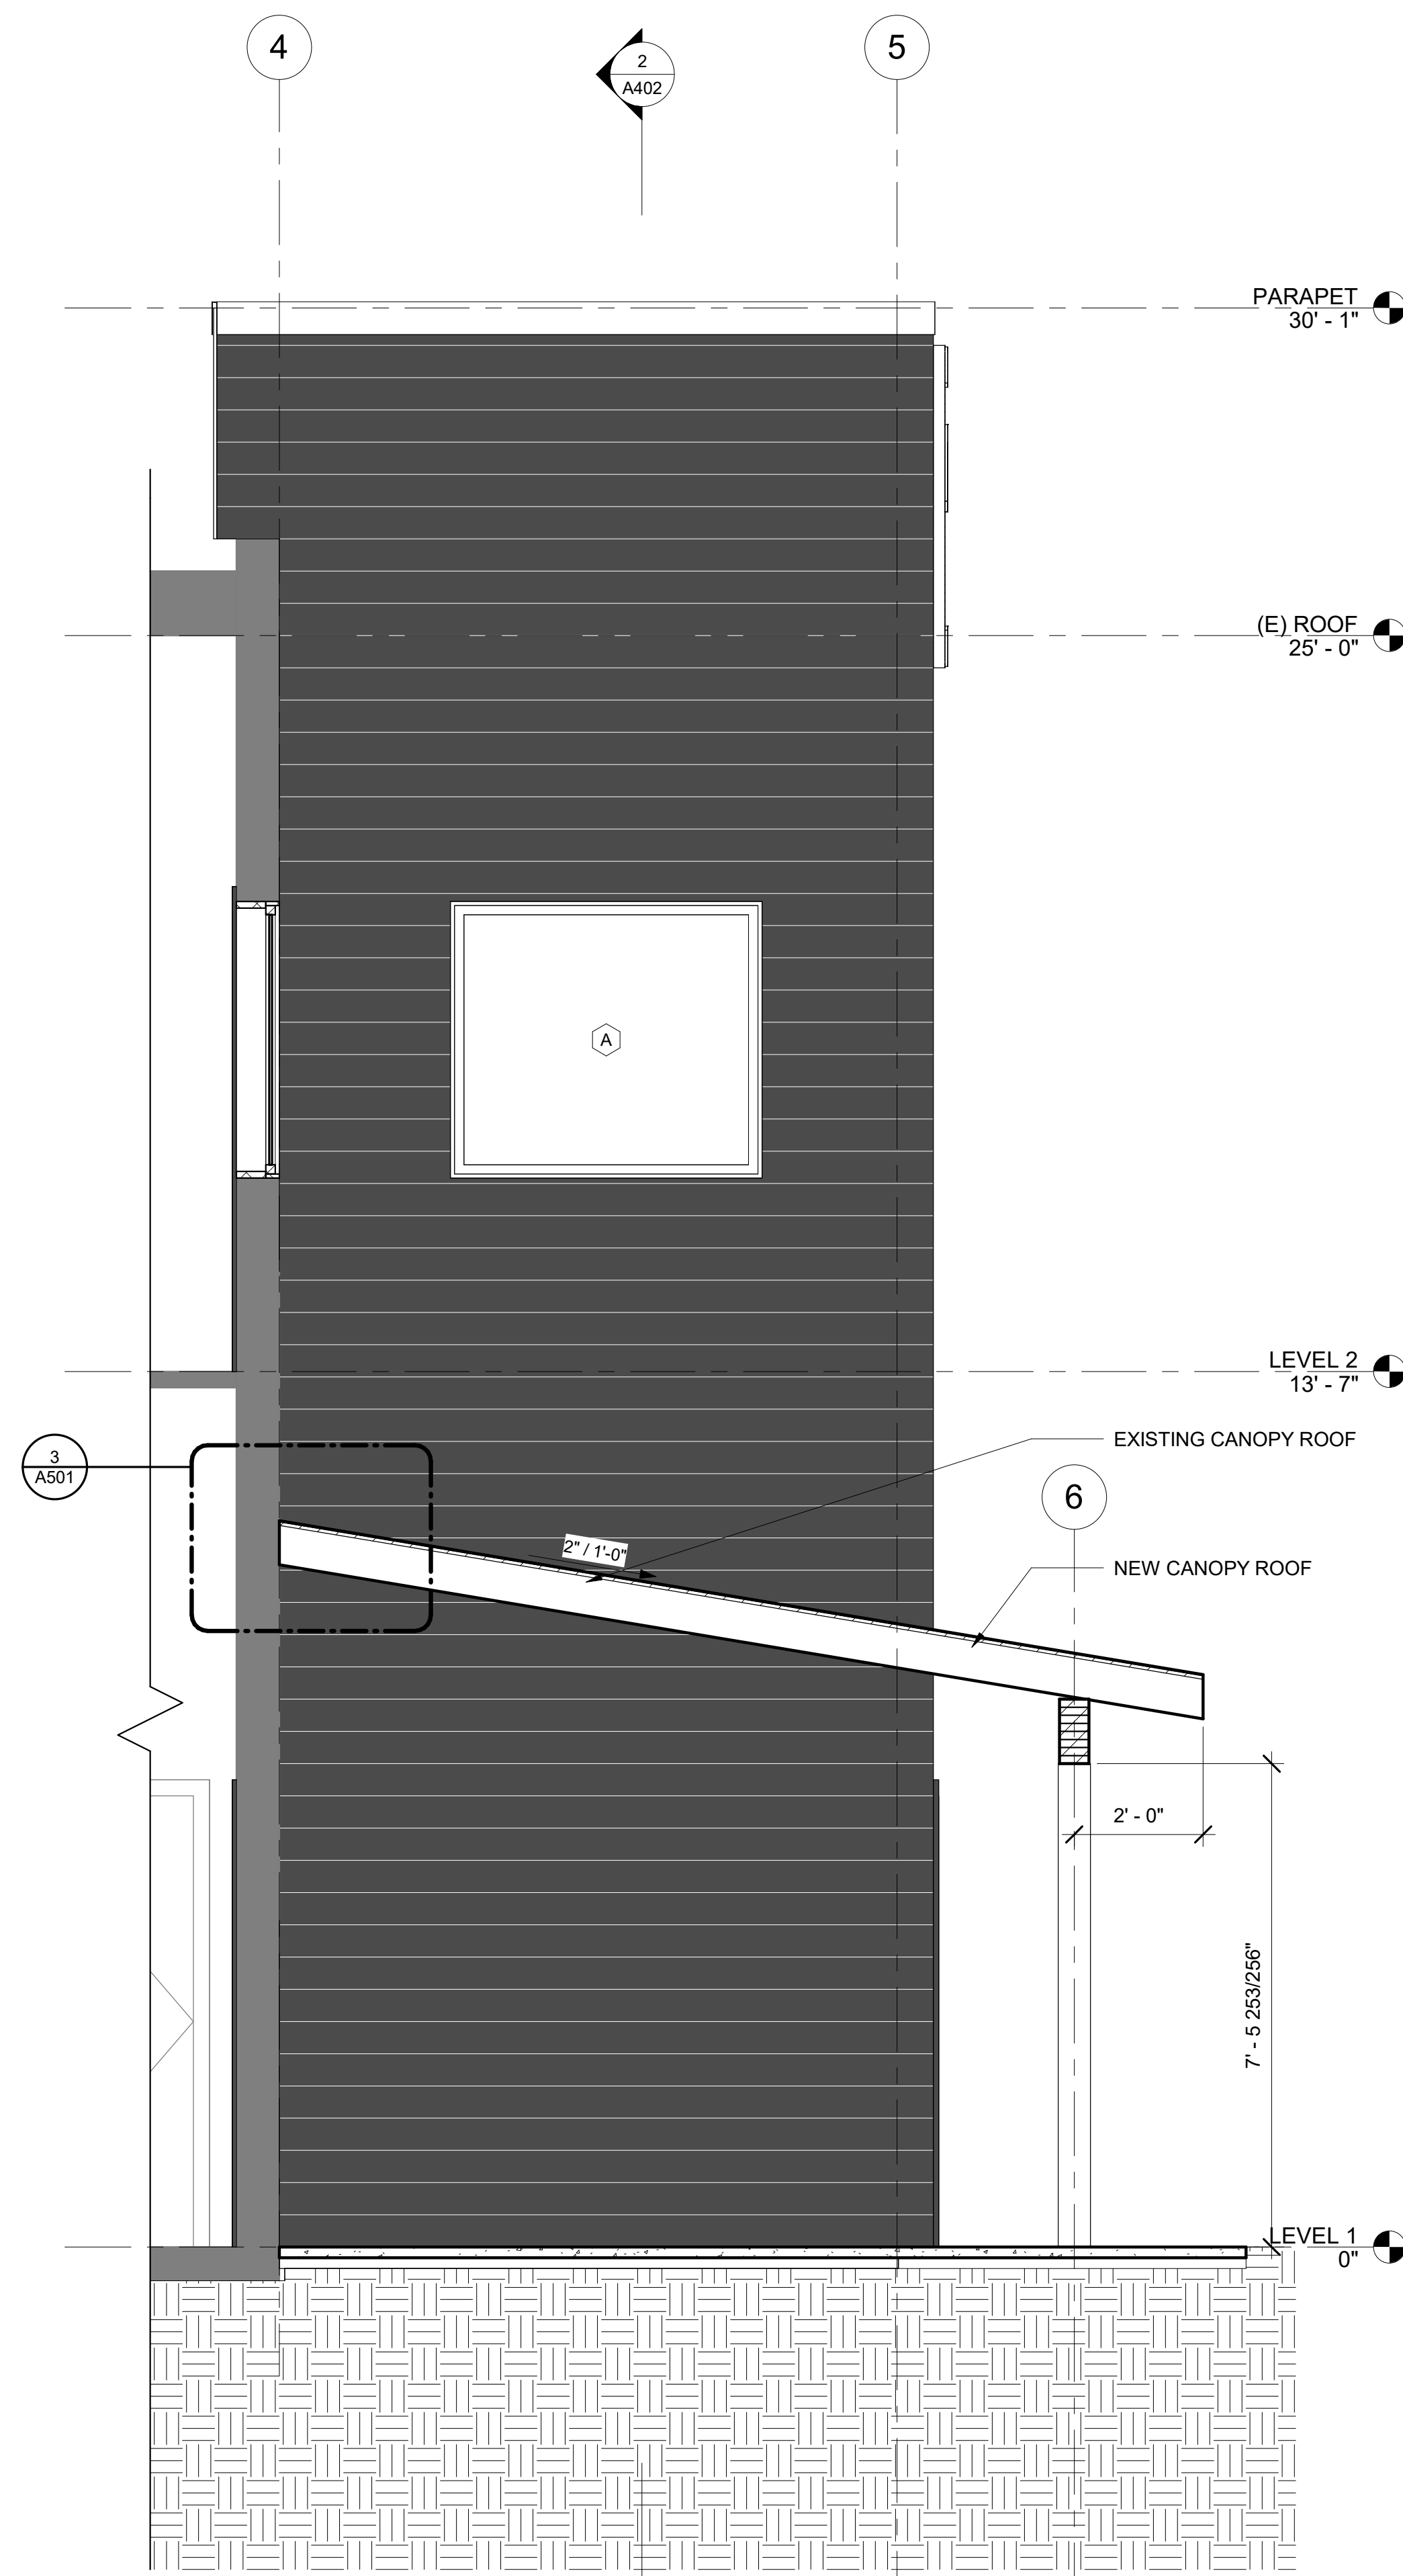 4
2
A402
5
PARAPET
30' - 1"
(E) ROOF
25' - 0"
A
LEVEL 2
13' - 7"
EXISTING CANOPY ROOF
3
A501
6
2" / 1'-0"
NEW CANOPY ROOF
2' - 0"
7' - 5 253/256"
LEVEL 1
0"